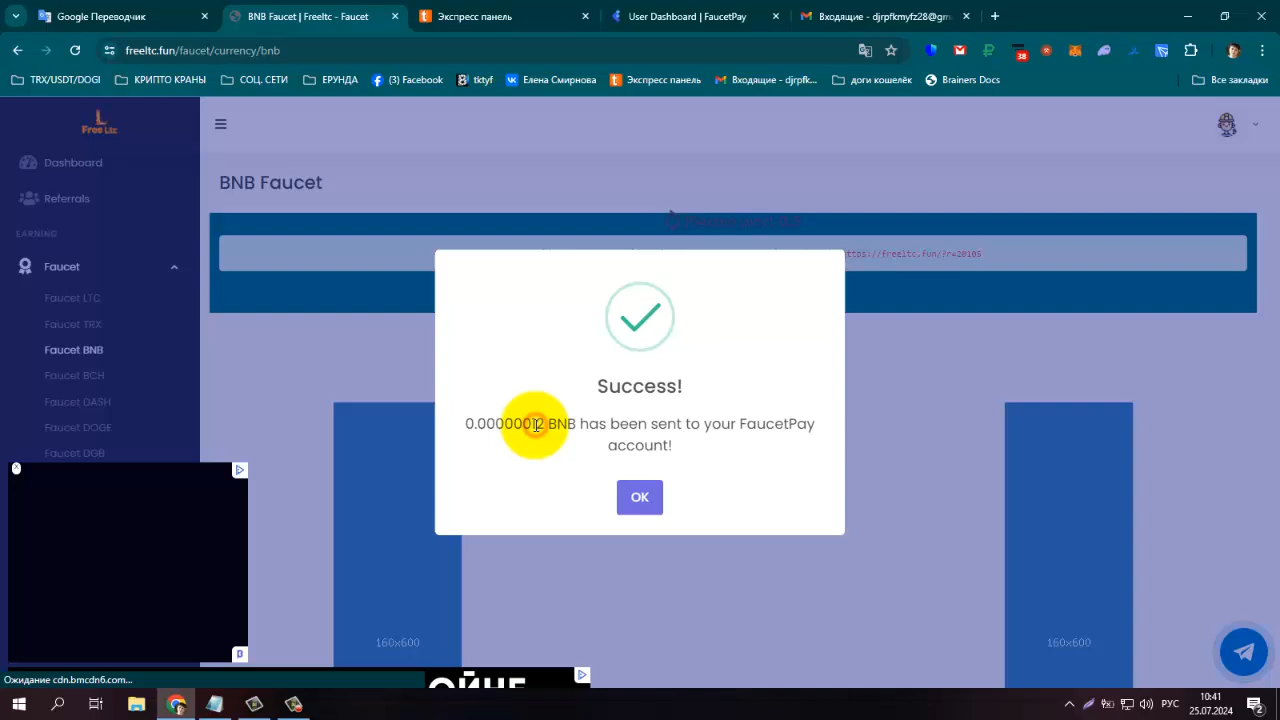 Google Переводчик
BNB Faucet | Freeltc - Faucet
Экспресс панель
User Dashboard | FaucetPay
Входящие - djrpfkmyfz28@gm
freeltc.fun/faucet/currency/bnb
38
TRX/USDT/DOGI
КРИПТО КРАНЫ
СОЦ. СЕТИ
ЕРУНДА
(3) Facebook
tktyf
Елена Смирнова
Экспресс панель
Входящие - djrpfk...
доги кошелёк
Brainers Docs
Все закладки
Free Ltc
Dashboard
BNB Faucet
Referrals
EARNING
https://freeltc.fun/?r=20105
Faucet
Faucet LTC
Faucet TRX
Faucet BNB
Faucet BCH
Faucet DASH
Faucet DOGE
Faucet DGB
Success!
0.00000012 BNB has been sent to your FaucetPay
account!
OK
160x600
160x600
Ожидание cdn.bmcdn6.com...
РУС
10:41
25.07.2024
2